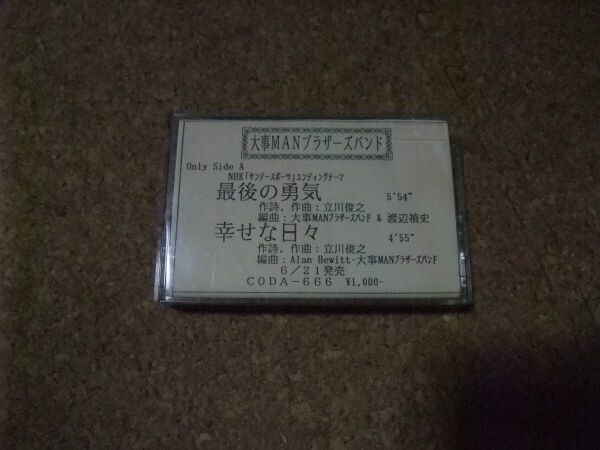 大事MANブラザーズバンド
Only Side A
NHK「サンデースポーツ」エンディングテーマ
最後の勇気 5'54"
作詩，作曲：立川俊之
編曲：大事MANブラザーズバンド & 渡辺禎史
幸せな日々 4'55"
作詩，作曲：立川俊之
編曲：Alan Hewitt・大事MANブラザーズバンド
6／21発売
CODA－666 ¥1,000-